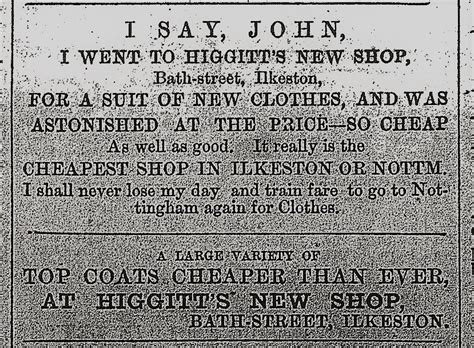 I SAY, JOHN,
I WENT TO HIGGITT'S NEW SHOP,
Bath-street, Ilkeston,
FOR A SUIT OF NEW CLOTHES, AND WAS
ASTONISHED AT THE PRICE—SO CHEAP
As well as good. It really is the
CHEAPEST SHOP IN ILKESTON OR NOTTM.
I shall never lose my day and train fare to go to Not-
tingham again for Clothes.
A LARGE VARIETY OF
TOP COATS CHEAPER THAN EVER,
AT HIGGITT'S NEW SHOP,
BATH-STREET, ILKESTON.